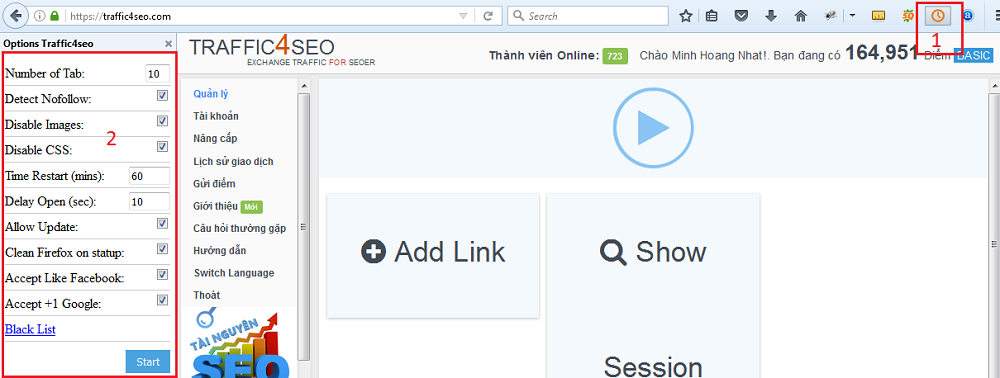 https://traffic4seo.com
Search
1
Options Traffic4seo
Number of Tab: 10
Detect Nofollow:
Disable Images:
Disable CSS:
2
Time Restart (mins): 60
Delay Open (sec): 10
Allow Update:
Clean Firefox on statup:
Accept Like Facebook:
Accept +1 Google:
Black List
Start
TRAFFIC4SEO
EXCHANGE TRAFFIC FOR SEOER
Thành viên Online: 723 Chào Minh Hoang Nhat!. Bạn đang có 164,951 Điểm BASIC
Quản lý
Tài khoản
Nâng cấp
Lịch sử giao dịch
Gửi điểm
Giới thiệu Mới
Câu hỏi thường gặp
Hướng dẫn
Switch Language
Thoát
TÀI NGUYÊN
SEO
Add Link
Show
Session